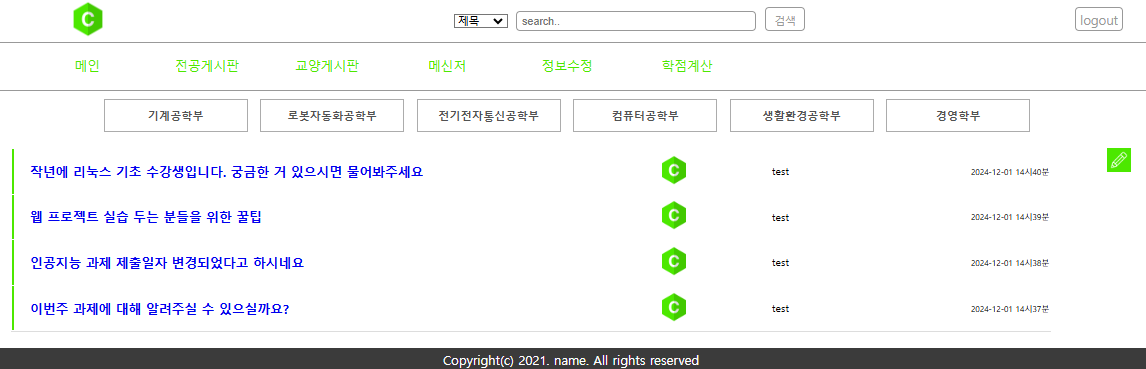 C 제목 search.. 검색 logout
메인 전공게시판 교양게시판 메신저 정보수정 학점계산
기계공학부 로봇자동화공학부 전기전자통신공학부 컴퓨터공학부 생활환경공학부 경영학부
작년에 리눅스 기초 수강생입니다. 궁금한 거 있으시면 물어봐주세요 C test 2024-12-01 14시40분
웹 프로젝트 실습 두는 분들을 위한 꿀팁 C test 2024-12-01 14시39분
인공지능 과제 제출일자 변경되었다고 하시네요 C test 2024-12-01 14시38분
이번주 과제에 대해 알려주실 수 있으실까요? C test 2024-12-01 14시37분
Copyright(c) 2021. name. All rights reserved